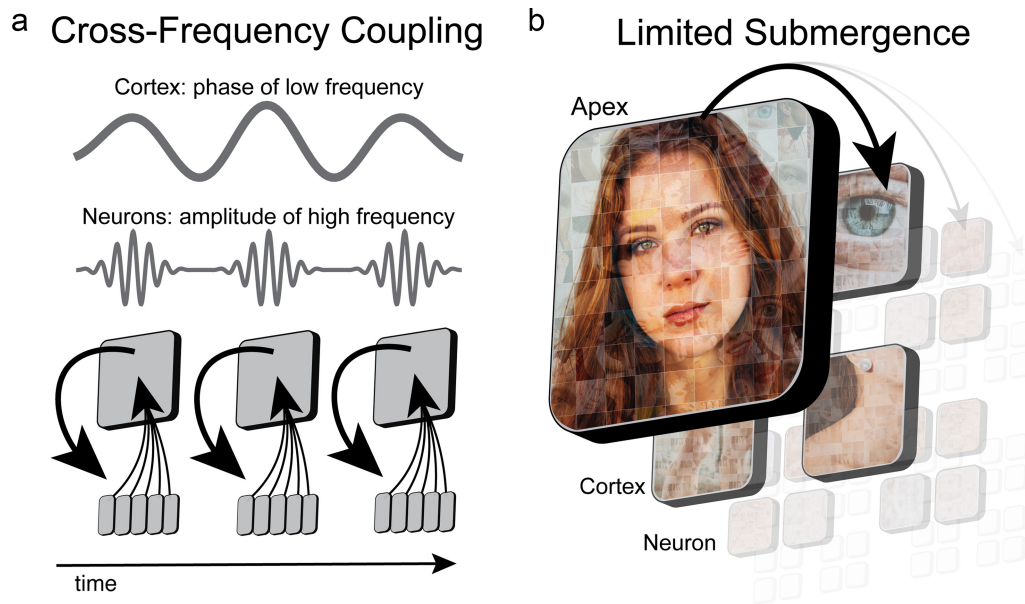 a
Cross-Frequency Coupling
Cortex: phase of low frequency
Neurons: amplitude of high frequency
time
b
Limited Submergence
Apex
Cortex
Neuron